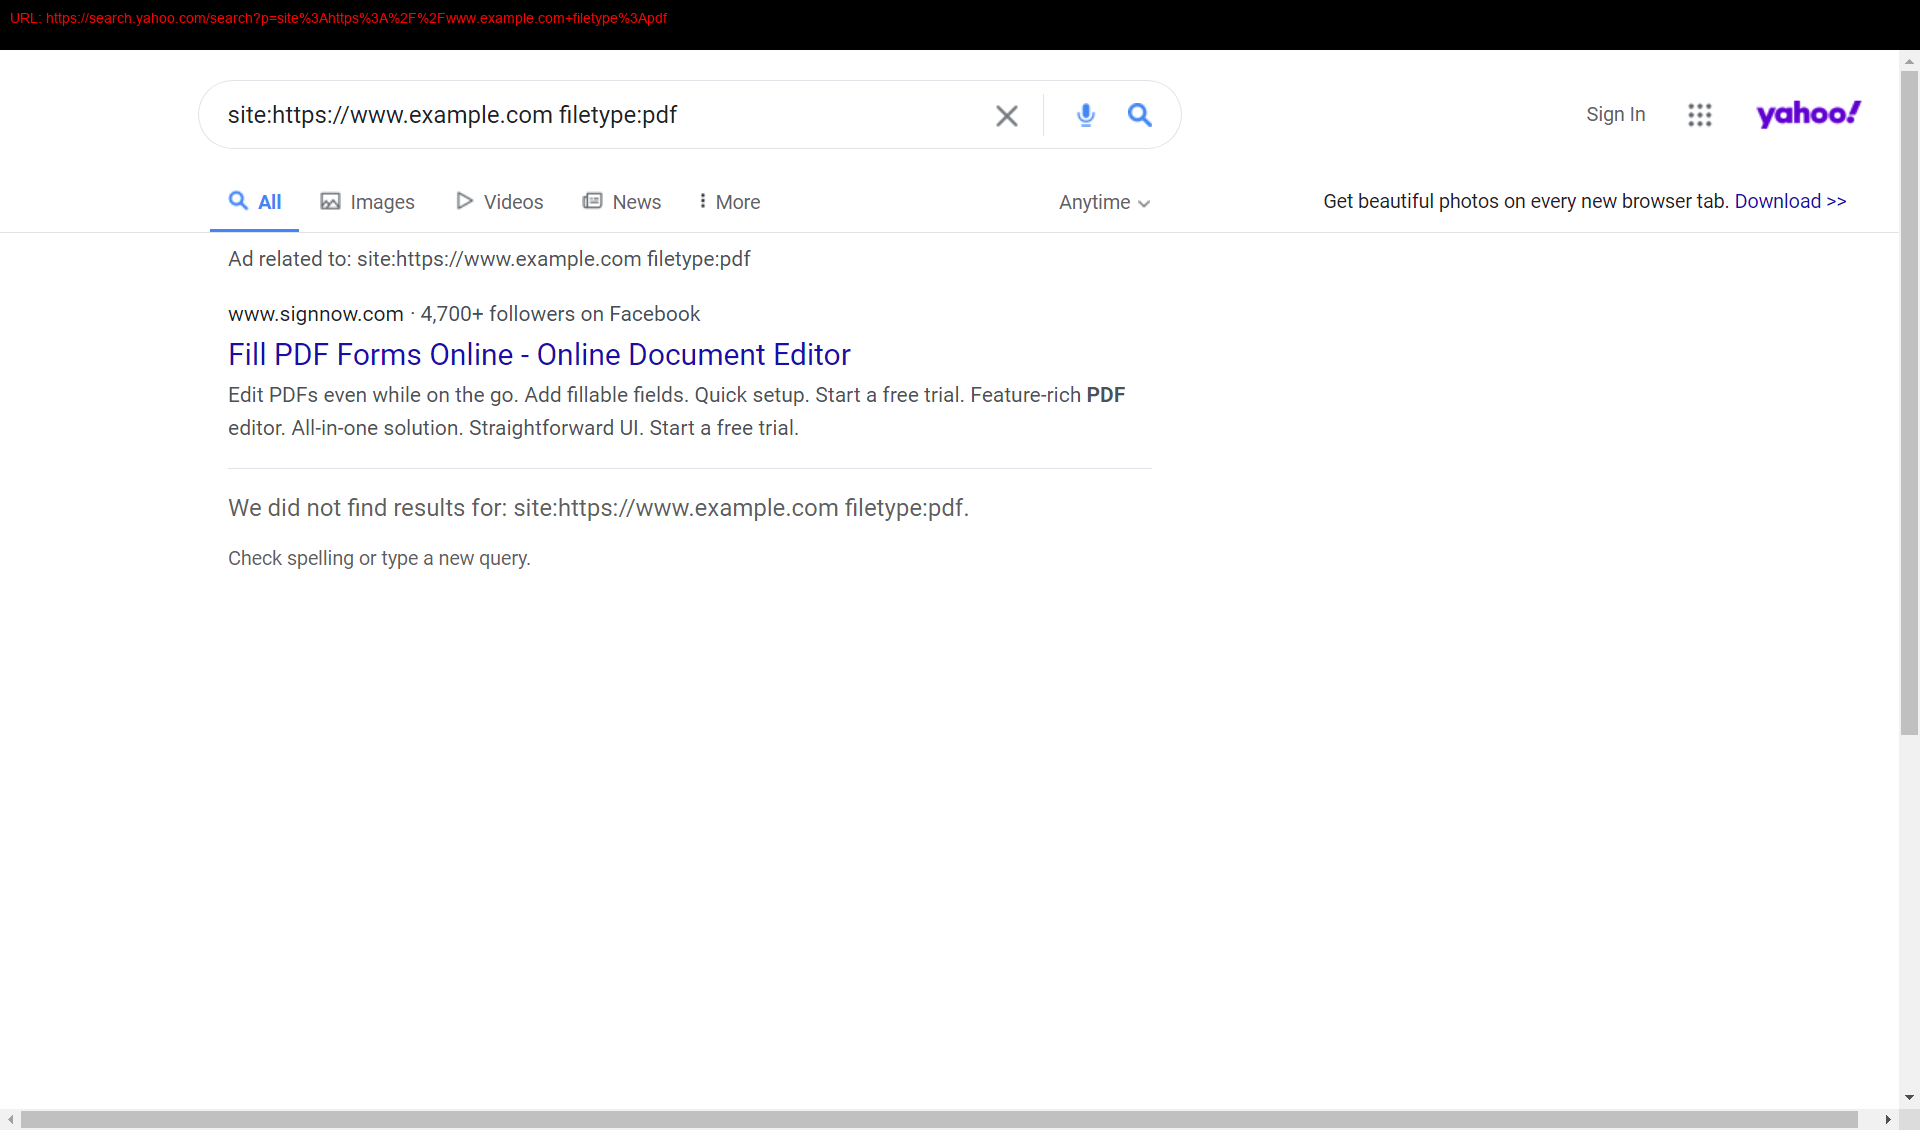 URL: https://search.yahoo.com/search?p=site%3Ahttps%3A%2F%2Fwww.example.com+filetype%3Apdf
site:https://www.example.com filetype:pdf
Sign In
yahoo!
All
Images
Videos
News
More
Anytime
Get beautiful photos on every new browser tab. Download >>
Ad related to: site:https://www.example.com filetype:pdf
www.signnow.com · 4,700+ followers on Facebook
Fill PDF Forms Online - Online Document Editor
Edit PDFs even while on the go. Add fillable fields. Quick setup. Start a free trial. Feature-rich PDF
editor. All-in-one solution. Straightforward UI. Start a free trial.
We did not find results for: site:https://www.example.com filetype:pdf.
Check spelling or type a new query.